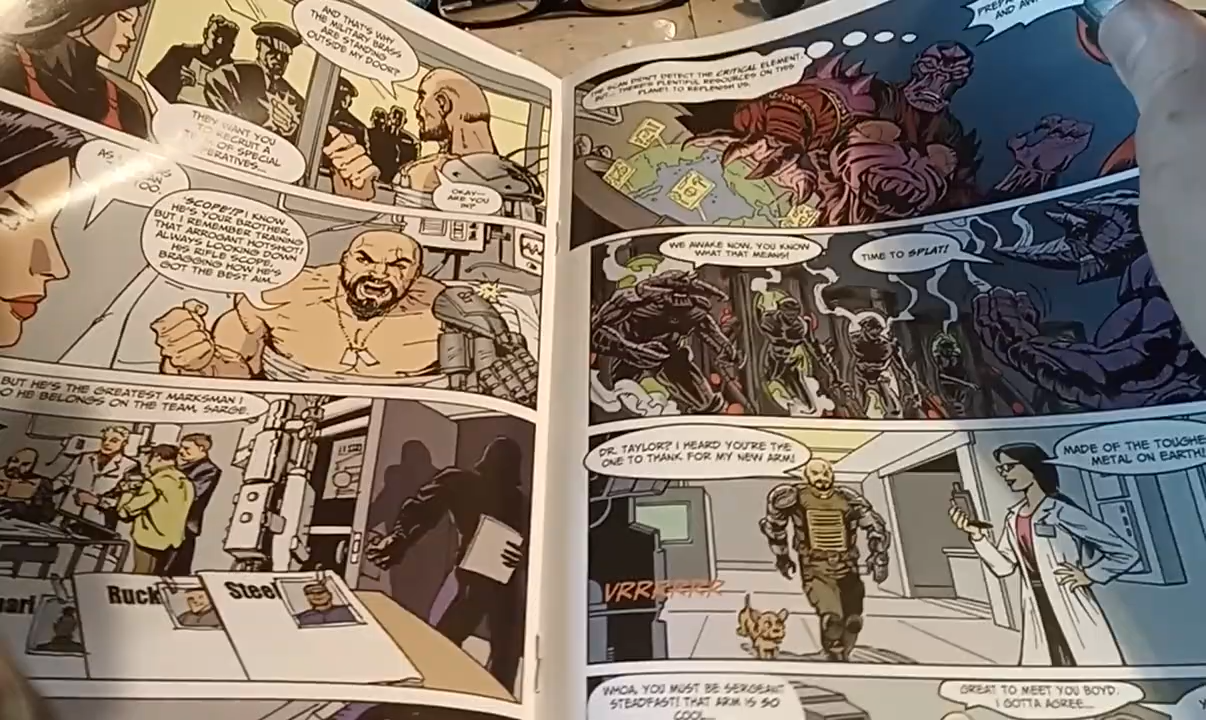 AND THAT'S WHY
THE MILITARY BRASS
ARE STANDING
OUTSIDE MY DOOR?
THEY WANT YOU
TO RECRUIT A
OF SPECIAL
OKAY—
ARE YOU
IN?
AS
"SCOPE"!? I KNOW
HE'S YOUR BROTHER,
BUT I REMEMBER TRAINING
THAT ARROGANT HOTSHOT!
ALWAYS LOOKING DOWN
HIS RIFLE SCOPE,
BRAGGING HOW HE'S
GOT THE BEST AIM...
BUT HE'S THE GREATEST MARKSMAN I
SO HE BELONGS ON THE TEAM, SARGE.
Ruck
Steel
AND AW
THE SCAN DIDN'T DETECT THE CRITICAL ELEMENT,
BUT... THERE'S PLENTIFUL RESOURCES ON THIS
PLANET TO REPLENISH US.
WE AWAKE NOW, YOU KNOW
WHAT THAT MEANS!
TIME TO SPLAT!
DR. TAYLOR? I HEARD YOU'RE THE
ONE TO THANK FOR MY NEW ARM!
MADE OF THE TOUGHE
METAL ON EARTH
VRRRRRRR
WHOA, YOU MUST BE SERGEANT
STEADFAST! THAT ARM IS SO
COOL...
GREAT TO MEET YOU BOYD.
I GOTTA AGREE...